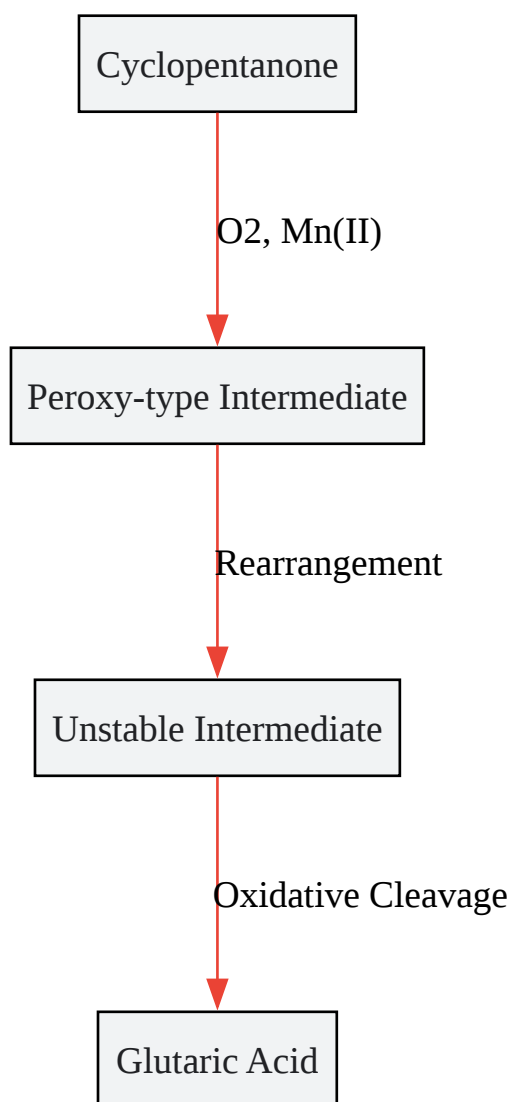 Cyclopentanone
O2, Mn(II)
Peroxy-type Intermediate
Rearrangement
Unstable Intermediate
Oxidative Cleavage
Glutaric Acid